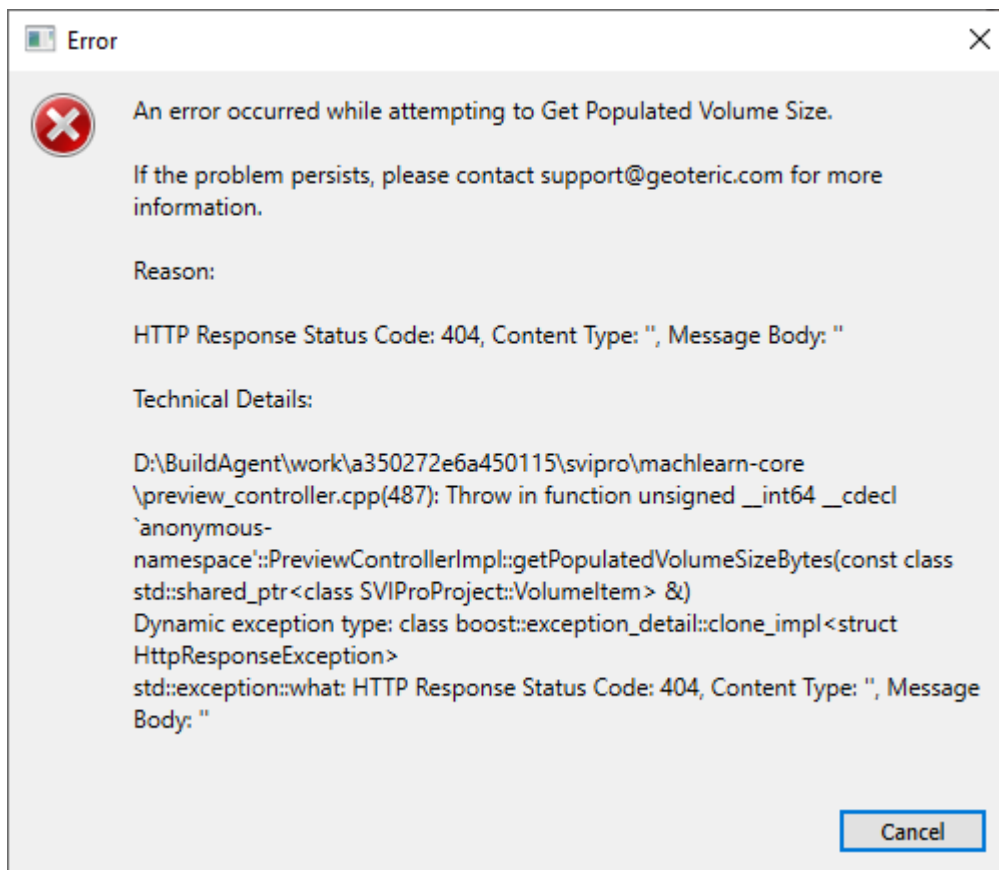 Error
An error occurred while attempting to Get Populated Volume Size.
If the problem persists, please contact support@geoteric.com for more
information.
Reason:
HTTP Response Status Code: 404, Content Type: '', Message Body: ''
Technical Details:
D:\BuildAgent\work\a350272e6a450115\svipro\machlearn-core
\preview_controller.cpp(487): Throw in function unsigned __int64 __cdecl
`anonymous-
namespace'::PreviewControllerImpl::getPopulatedVolumeSizeBytes(const class
std::shared_ptr<class SVIProProject::VolumeItem> &)
Dynamic exception type: class boost::exception_detail::clone_impl<struct
HttpResponseException>
std::exception::what: HTTP Response Status Code: 404, Content Type: '', Message
Body: ''
Cancel